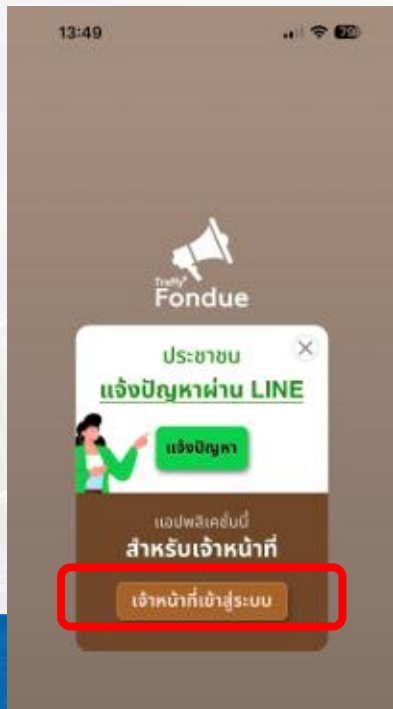 13:49
79
Traffy
Fondue
ประชาชน
แจ้งปัญหาผ่าน LINE
แจ้งปัญหา
แอปพลิเคชั่นนี้
สำหรับเจ้าหน้าที่
เจ้าหน้าที่เข้าสู่ระบบ